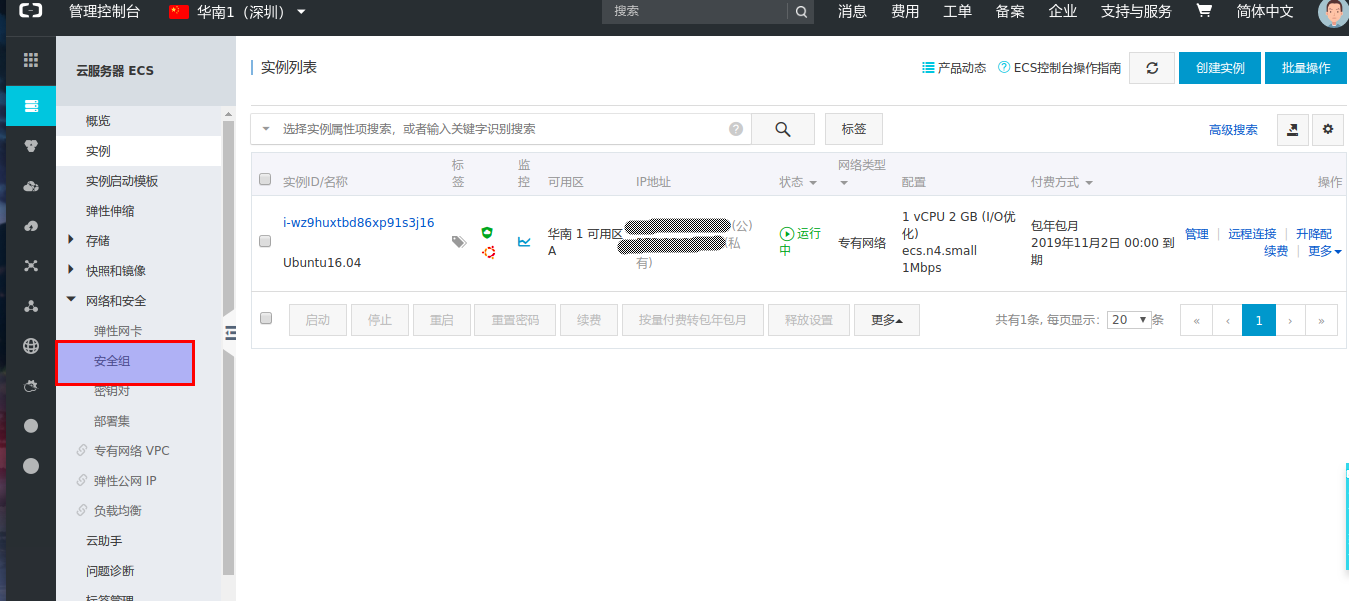 管理控制台 华南1（深圳） 搜索 消息 费用 工单 备案 企业 支持与服务 简体中文
云服务器 ECS
概览
实例
实例启动模板
弹性伸缩
存储
快照和镜像
网络和安全
弹性网卡
安全组
密钥对
部署集
专有网络 VPC
弹性公网 IP
负载均衡
云助手
问题诊断
标签管理
实例列表 产品动态 ECS控制台操作指南 创建实例 批量操作
选择实例属性项搜索，或者输入关键字识别搜索 标签 高级搜索
实例ID/名称 标签 监控 可用区 IP地址 状态 网络类型 配置 付费方式 操作
i-wz9huxtbd86xp91s3j16
Ubuntu16.04
华南 1 可用区
A
(公)
(私
有)
运行
中
专有网络
1 vCPU 2 GB (I/O优
化)
ecs.n4.small
1Mbps
包年包月
2019年11月2日 00:00 到
期
管理 远程连接 升降配
续费 更多
启动 停止 重启 重置密码 续费 按量付费转包年包月 释放设置 更多 共有1条, 每页显示: 20 条 « ‹ 1 › »